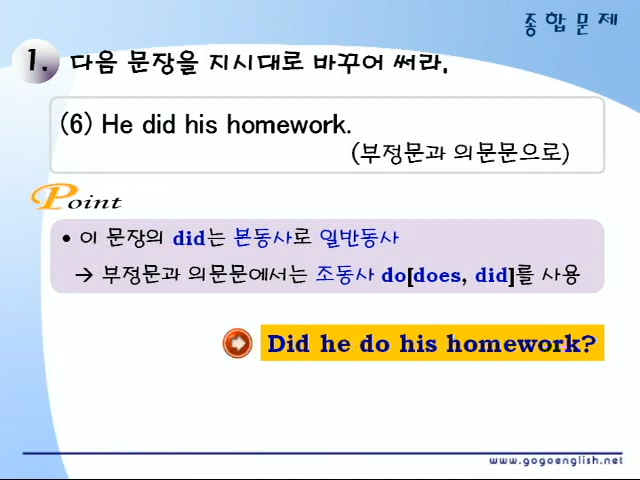 종합문제
1. 다음 문장을 지시대로 바꾸어 써라.
(6) He did his homework.
(부정문과 의문문으로)
Point
• 이 문장의 did는 본동사로 일반동사
→ 부정문과 의문문에서는 조동사 do[does, did]를 사용
Did he do his homework?
www.gogoenglish.net